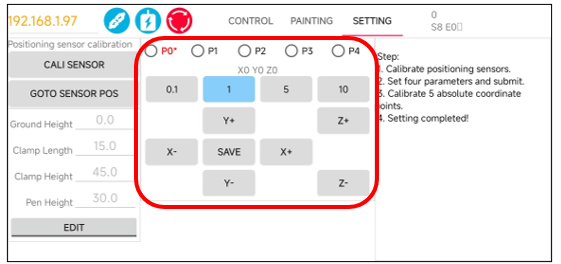 192.168.1.97
CONTROL PAINTING SETTING
0
S8 E0
Positioning sensor calibration
CALI SENSOR
GOTO SENSOR POS
Ground Height 0.0
Clamp Length 15.0
Clamp Height 45.0
Pen Height 30.0
EDIT
P0* P1 P2 P3 P4
X0 Y0 Z0
0.1 1 5 10
Y+ Z+
X- SAVE X+
Y- Z-
Step:
1. Calibrate positioning sensors.
2. Set four parameters and submit.
3. Calibrate 5 absolute coordinate
points.
4. Setting completed!